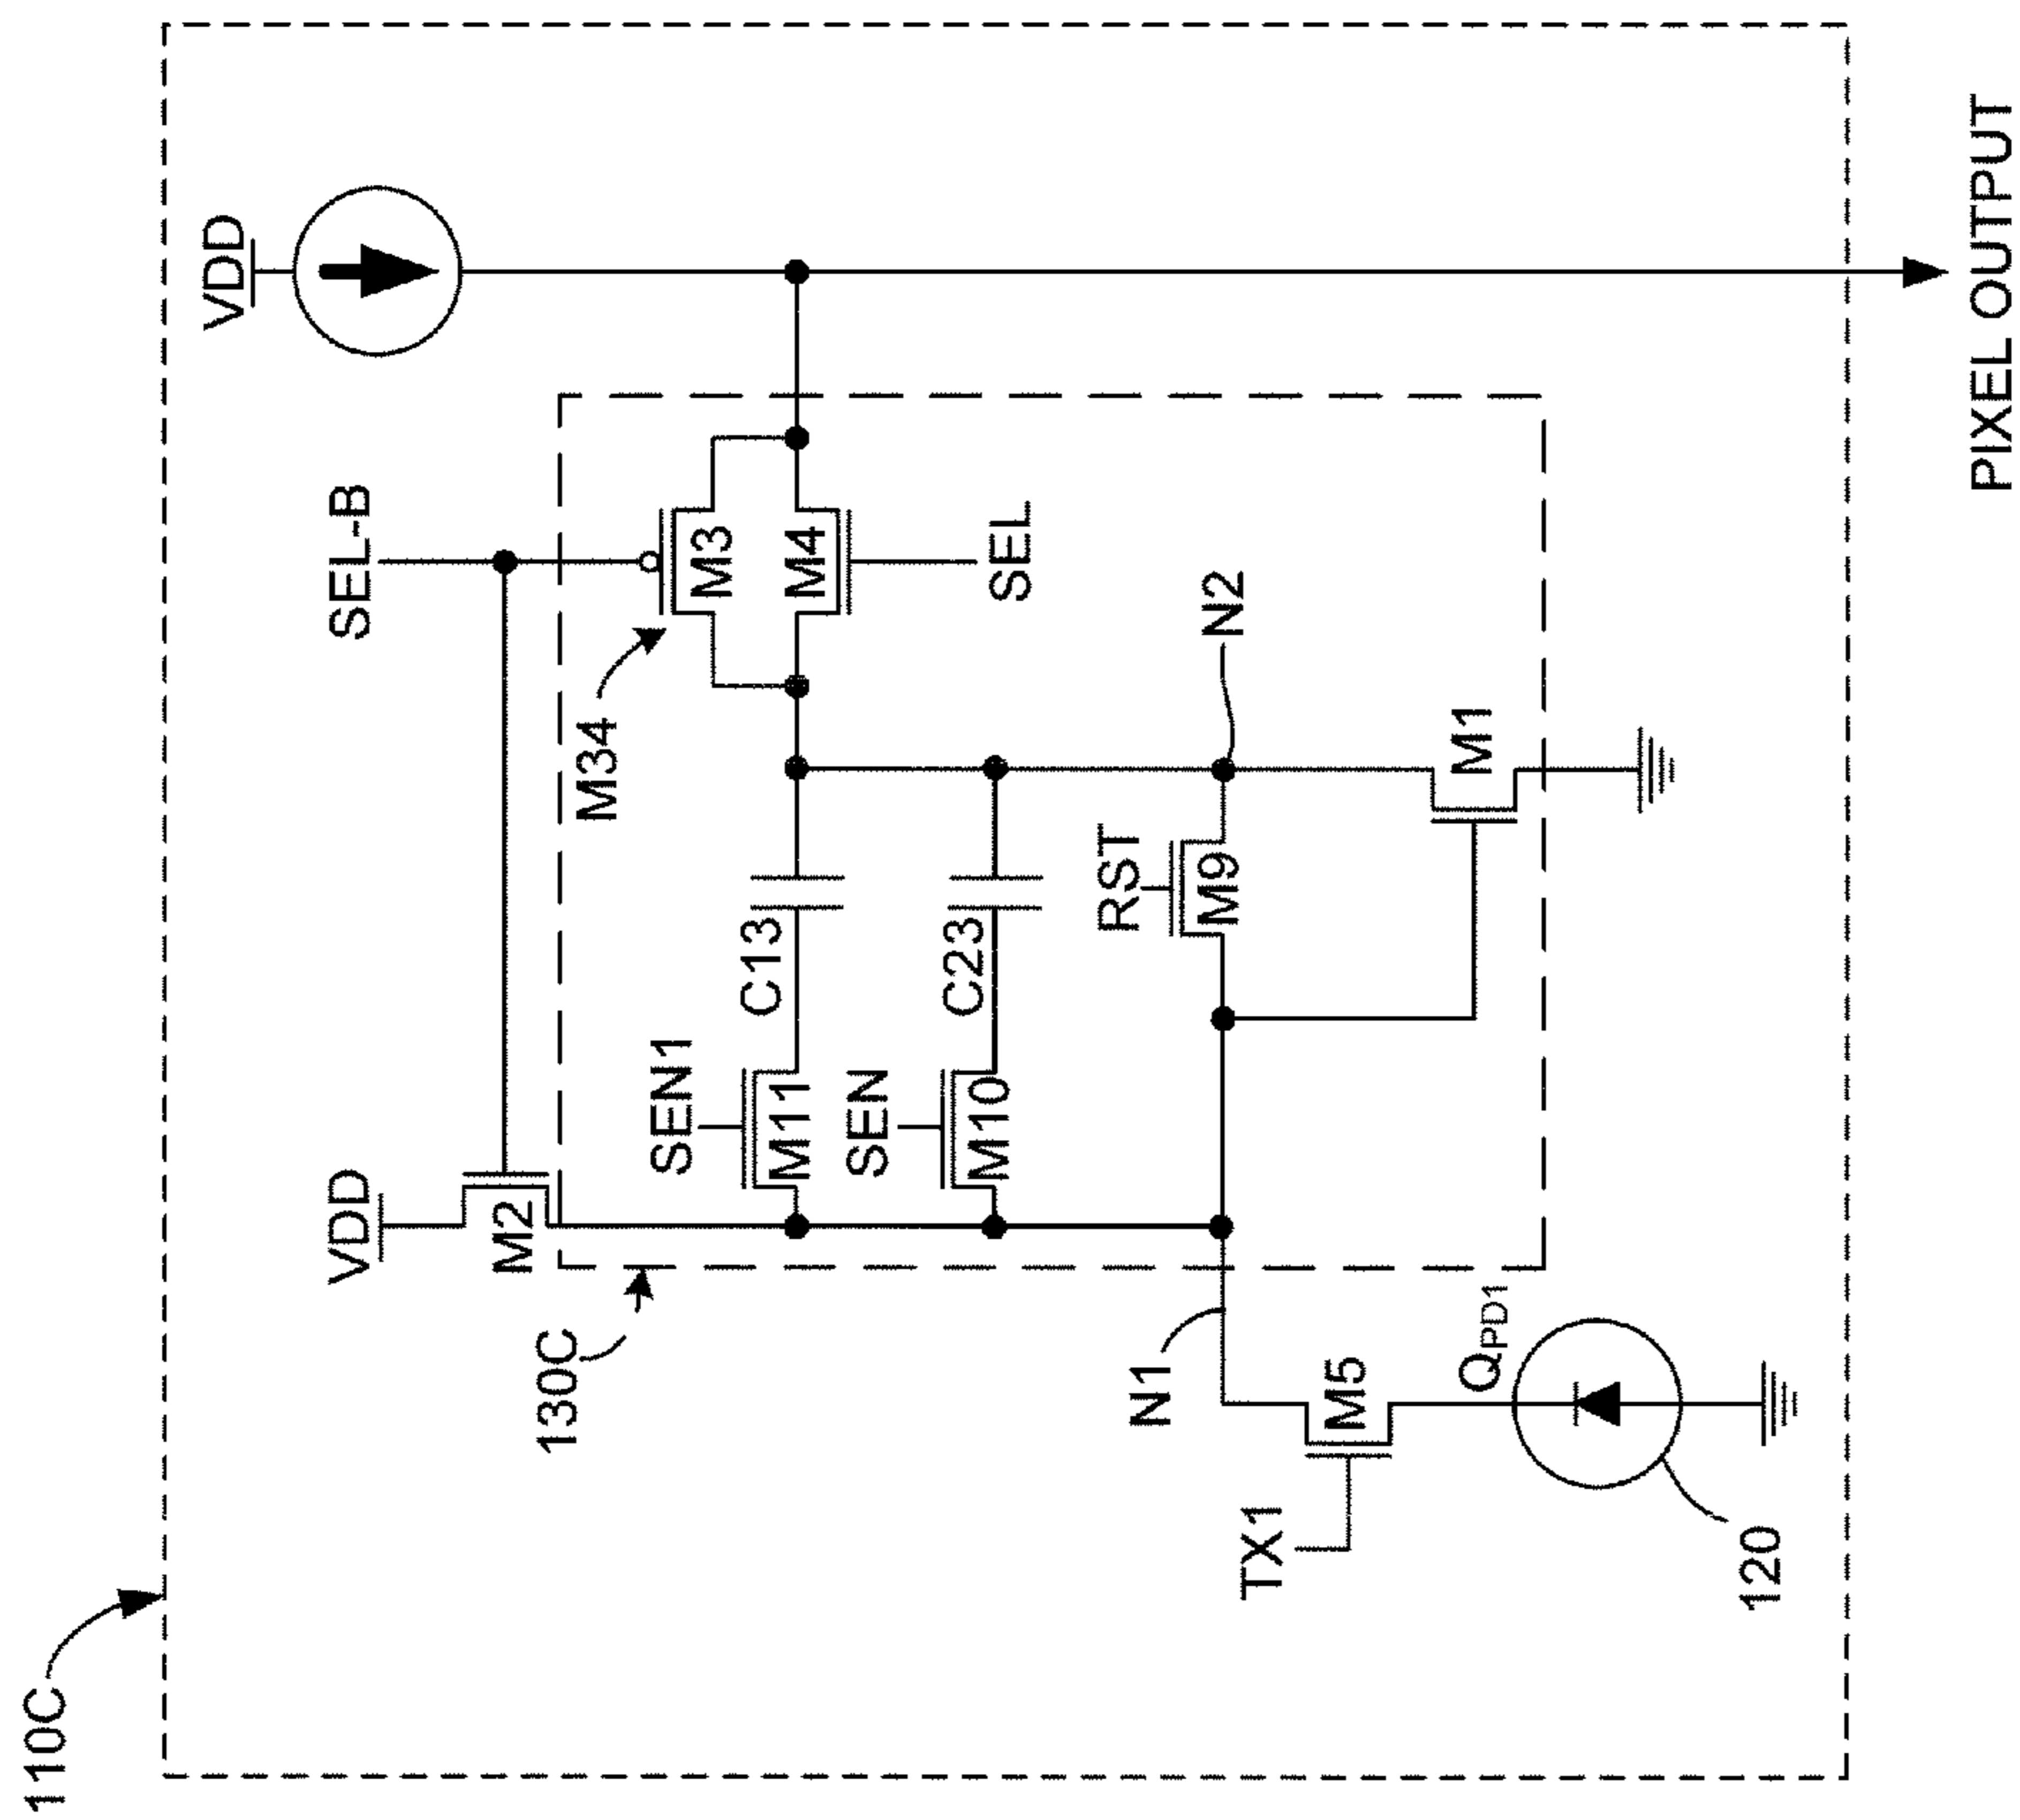 110C
VDD
SEL-B
VDD
M2
130C
M34
M3
M4
SEL
SEN1
M11
C13
SEN
M10
C23
RST
M9
N2
N1
M1
TX1
M5
QPD1
120
PIXEL OUTPUT